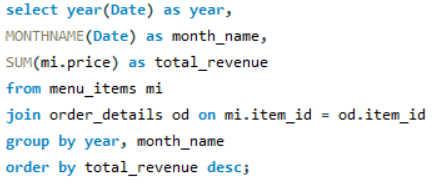 select year(Date) as year,
MONTHNAME(Date) as month_name,
SUM(mi.price) as total_revenue
from menu_items mi
join order_details od on mi.item_id = od.item_id
group by year, month_name
order by total_revenue desc;